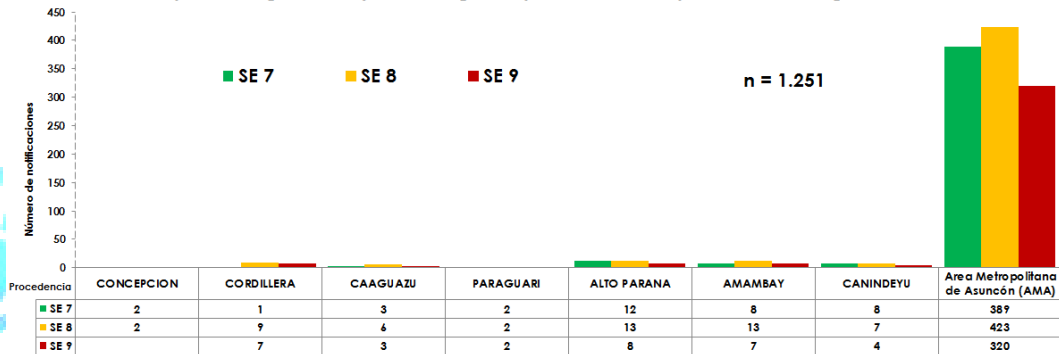 450
400
350
300
250
200
150
100
50
0
Número de notificaciones
SE 7 SE 8 SE 9 n = 1.251
Procedencia CONCEPCION CORDILLERA CAAGUAZU PARAGUARI ALTO PARANA AMAMBAY CANINDEYU Area Metropolitana de Asuncón (AMA)
SE 7 2 1 3 2 12 8 8 389
SE 8 2 9 6 2 13 13 7 423
SE 9 7 3 2 8 7 4 320